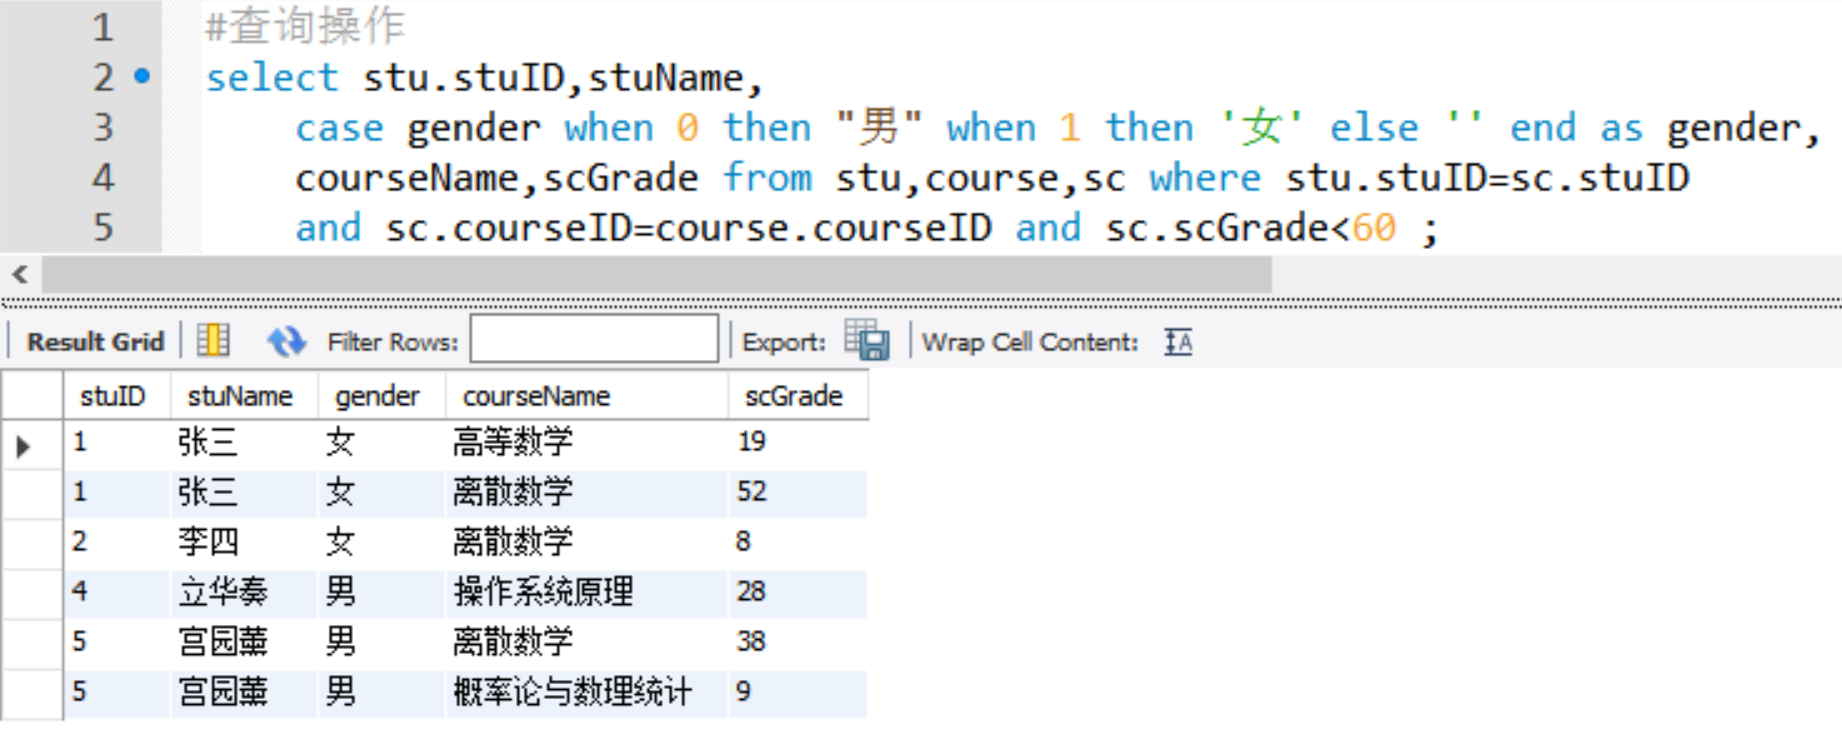 1 #查询操作
2 select stu.stuID,stuName,
3 case gender when 0 then "男" when 1 then '女' else '' end as gender,
4 courseName,scGrade from stu,course,sc where stu.stuID=sc.stuID
5 and sc.courseID=course.courseID and sc.scGrade<60 ;
Result Grid Filter Rows: Export: Wrap Cell Content:
stuID stuName gender courseName scGrade
1 张三 女 高等数学 19
1 张三 女 离散数学 52
2 李四 女 离散数学 8
4 立华奏 男 操作系统原理 28
5 宫园薰 男 离散数学 38
5 宫园薰 男 概率论与数理统计 9